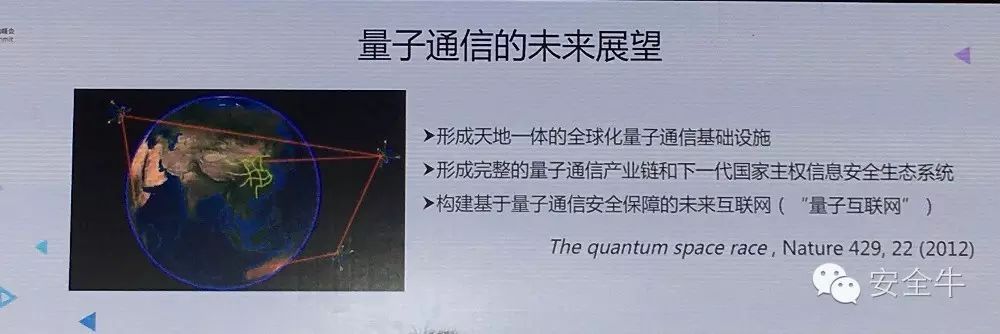 峰会
mmit
量子通信的未来展望
➤形成天地一体的全球化量子通信基础设施
➤形成完整的量子通信产业链和下一代国家主权信息安全生态系统
➤构建基于量子通信安全保障的未来互联网（“量子互联网”）
The quantum space race , Nature 429, 22 (2012)
安全牛